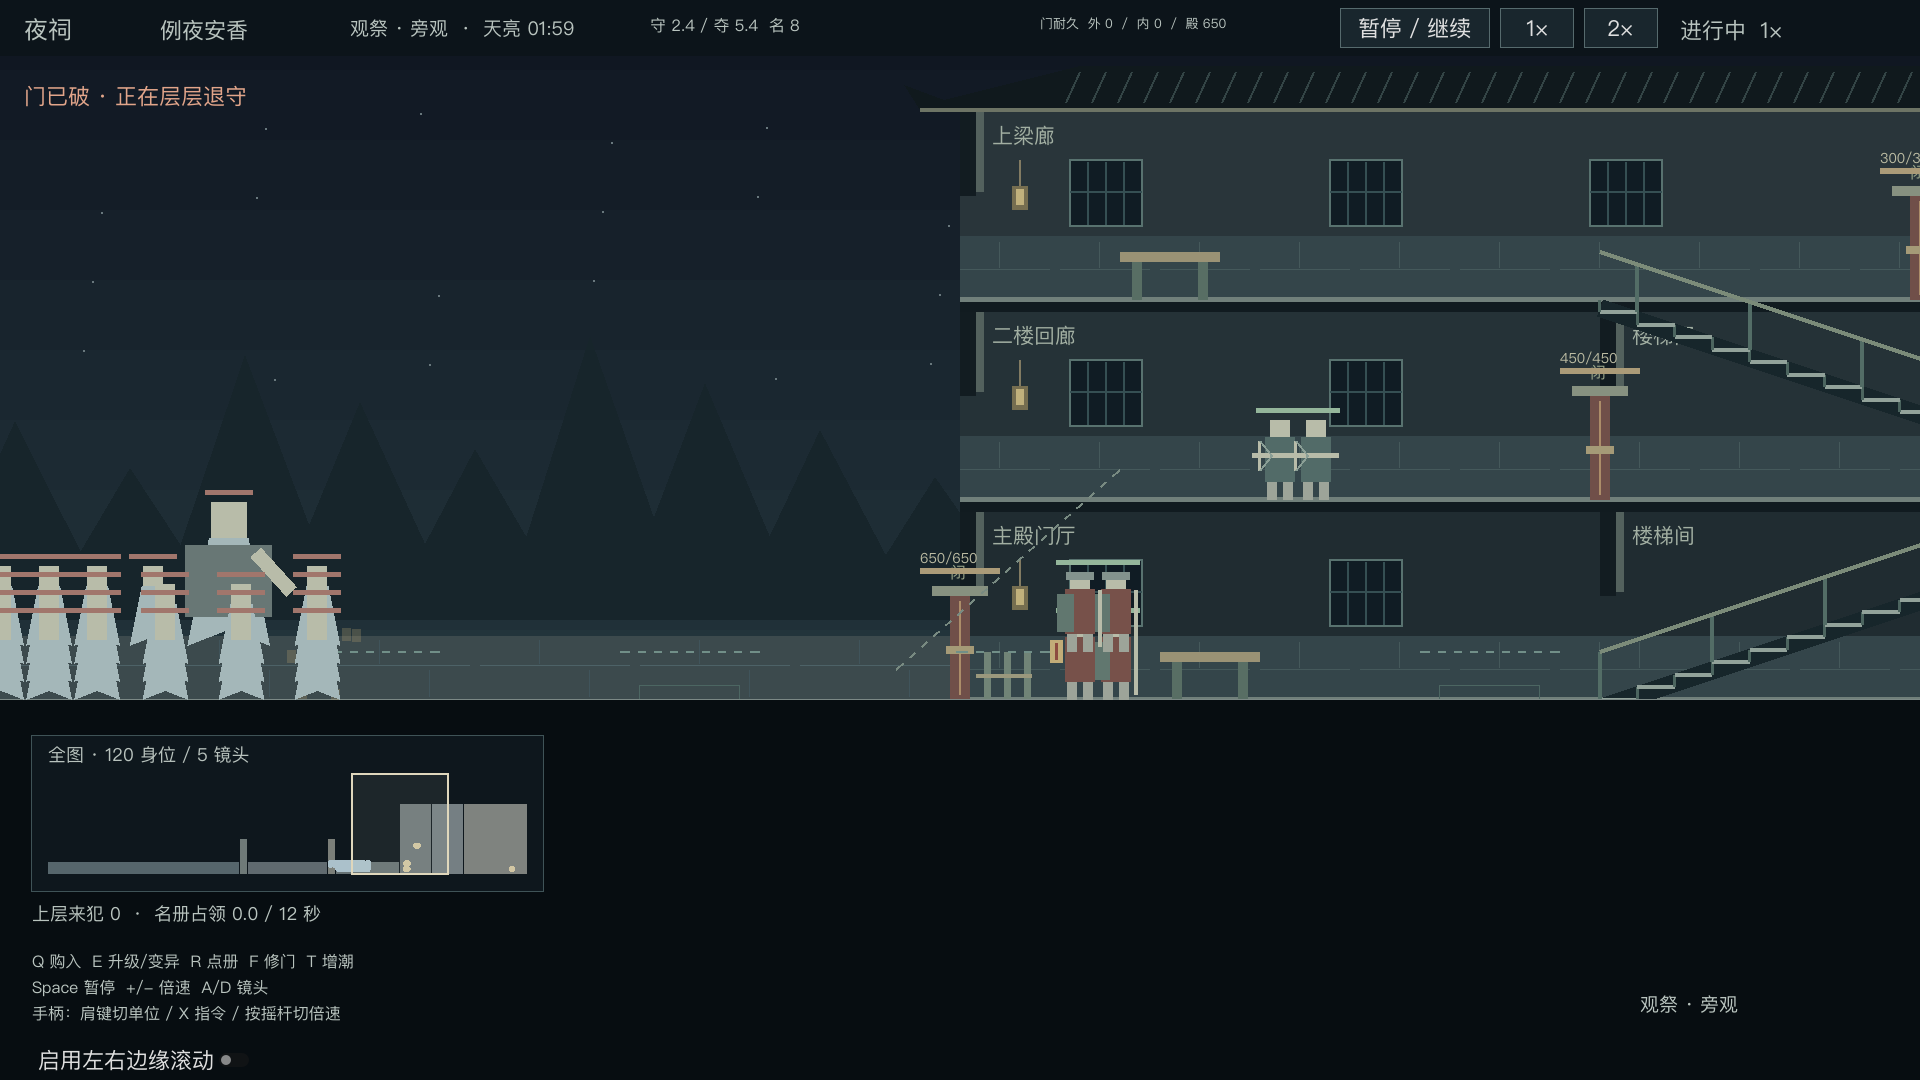 夜祠
例夜安香
观祭 · 旁观 · 天亮 01:59
守 2.4 / 夺 5.4 名 8
门耐久 外 0 / 内 0 / 殿 650
暂停 / 继续
1×
2×
进行中 1×
门已破 · 正在层层退守
上梁廊
300/3
二楼回廊
450/450
闭
主殿门厅
楼梯间
650/650
闭
全图 · 120 身位 / 5 镜头
上层来犯 0 · 名册占领 0.0 / 12 秒
Q 购入 E 升级/变异 R 点册 F 修门 T 增潮
Space 暂停 +/− 倍速 A/D 镜头
手柄：肩键切单位 / X 指令 / 按摇杆切倍速
观祭 · 旁观
启用左右边缘滚动